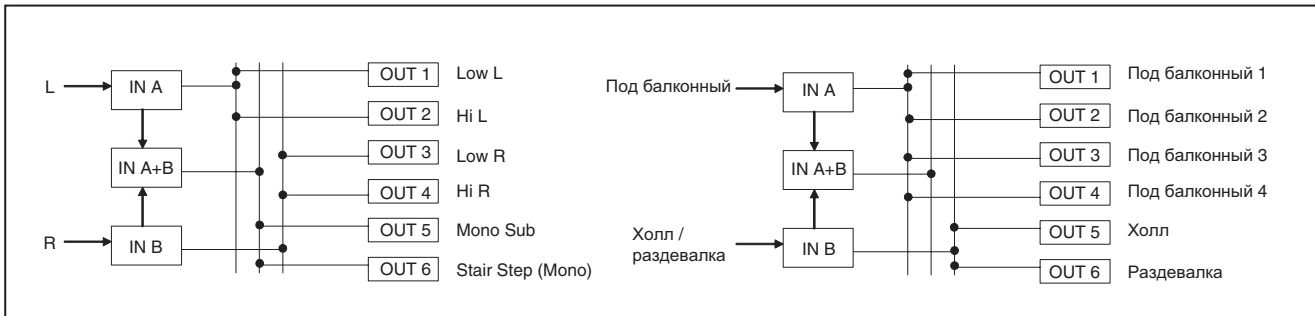 L
IN A
IN A+B
R
IN B
OUT 1 Low L
OUT 2 Hi L
OUT 3 Low R
OUT 4 Hi R
OUT 5 Mono Sub
OUT 6 Stair Step (Mono)
Под балконный
IN A
IN A+B
Холл /
раздевалка
IN B
OUT 1 Под балконный 1
OUT 2 Под балконный 2
OUT 3 Под балконный 3
OUT 4 Под балконный 4
OUT 5 Холл
OUT 6 Раздевалка